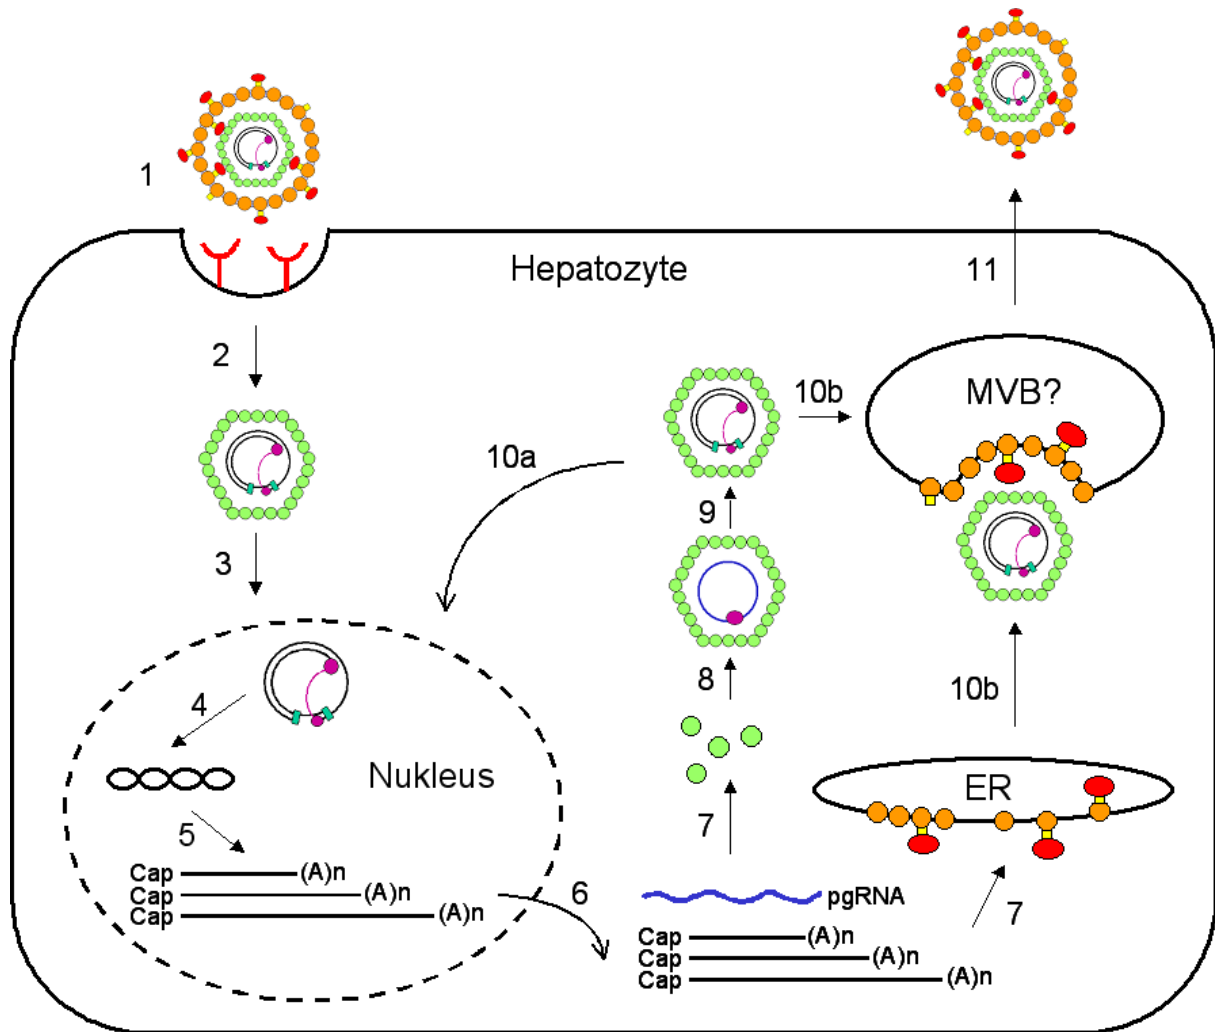 1
Hepatozyte
11
2
MVB?
10b
10a
9
3
8
10b
4
Nukleus
ER
5
7
Cap (A)n
Cap (A)n
Cap (A)n
6
pgRNA
7
Cap (A)n
Cap (A)n
Cap (A)n